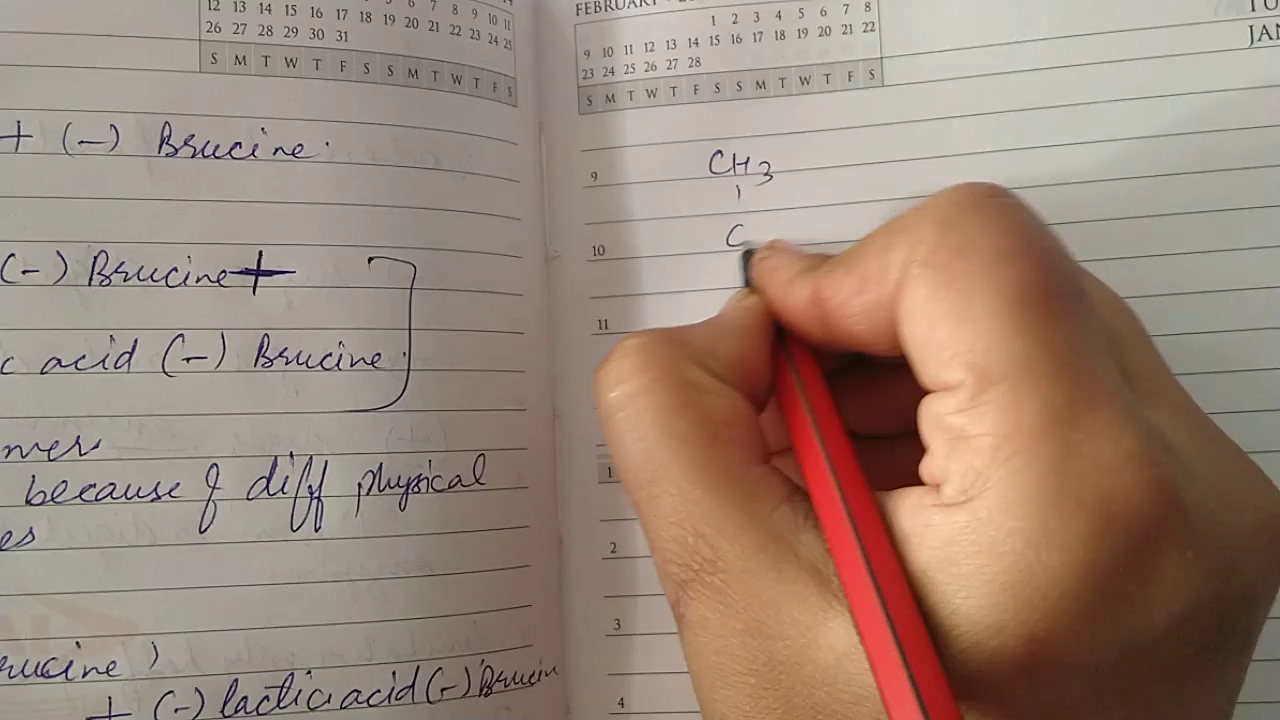 12 13 14 15 16 17 18 19 20 21 22 23 24 25
26 27 28 29 30 31
S M T W T F S S M T W T F S
+ (-) Brucine.
(-) Brucine+
c acid (-) Brucine.
mers
because of diff physical
es
rucine)
+ (-) lactic acid (-) Brucin
FEBRUARY
1 2 3 4 5 6 7 8
9 10 11 12 13 14 15 16 17 18 19 20 21 22
23 24 25 26 27 28
S M T W T F S S M T W T F S
JAN
9 CH3
10 C
11
1
2
3
4